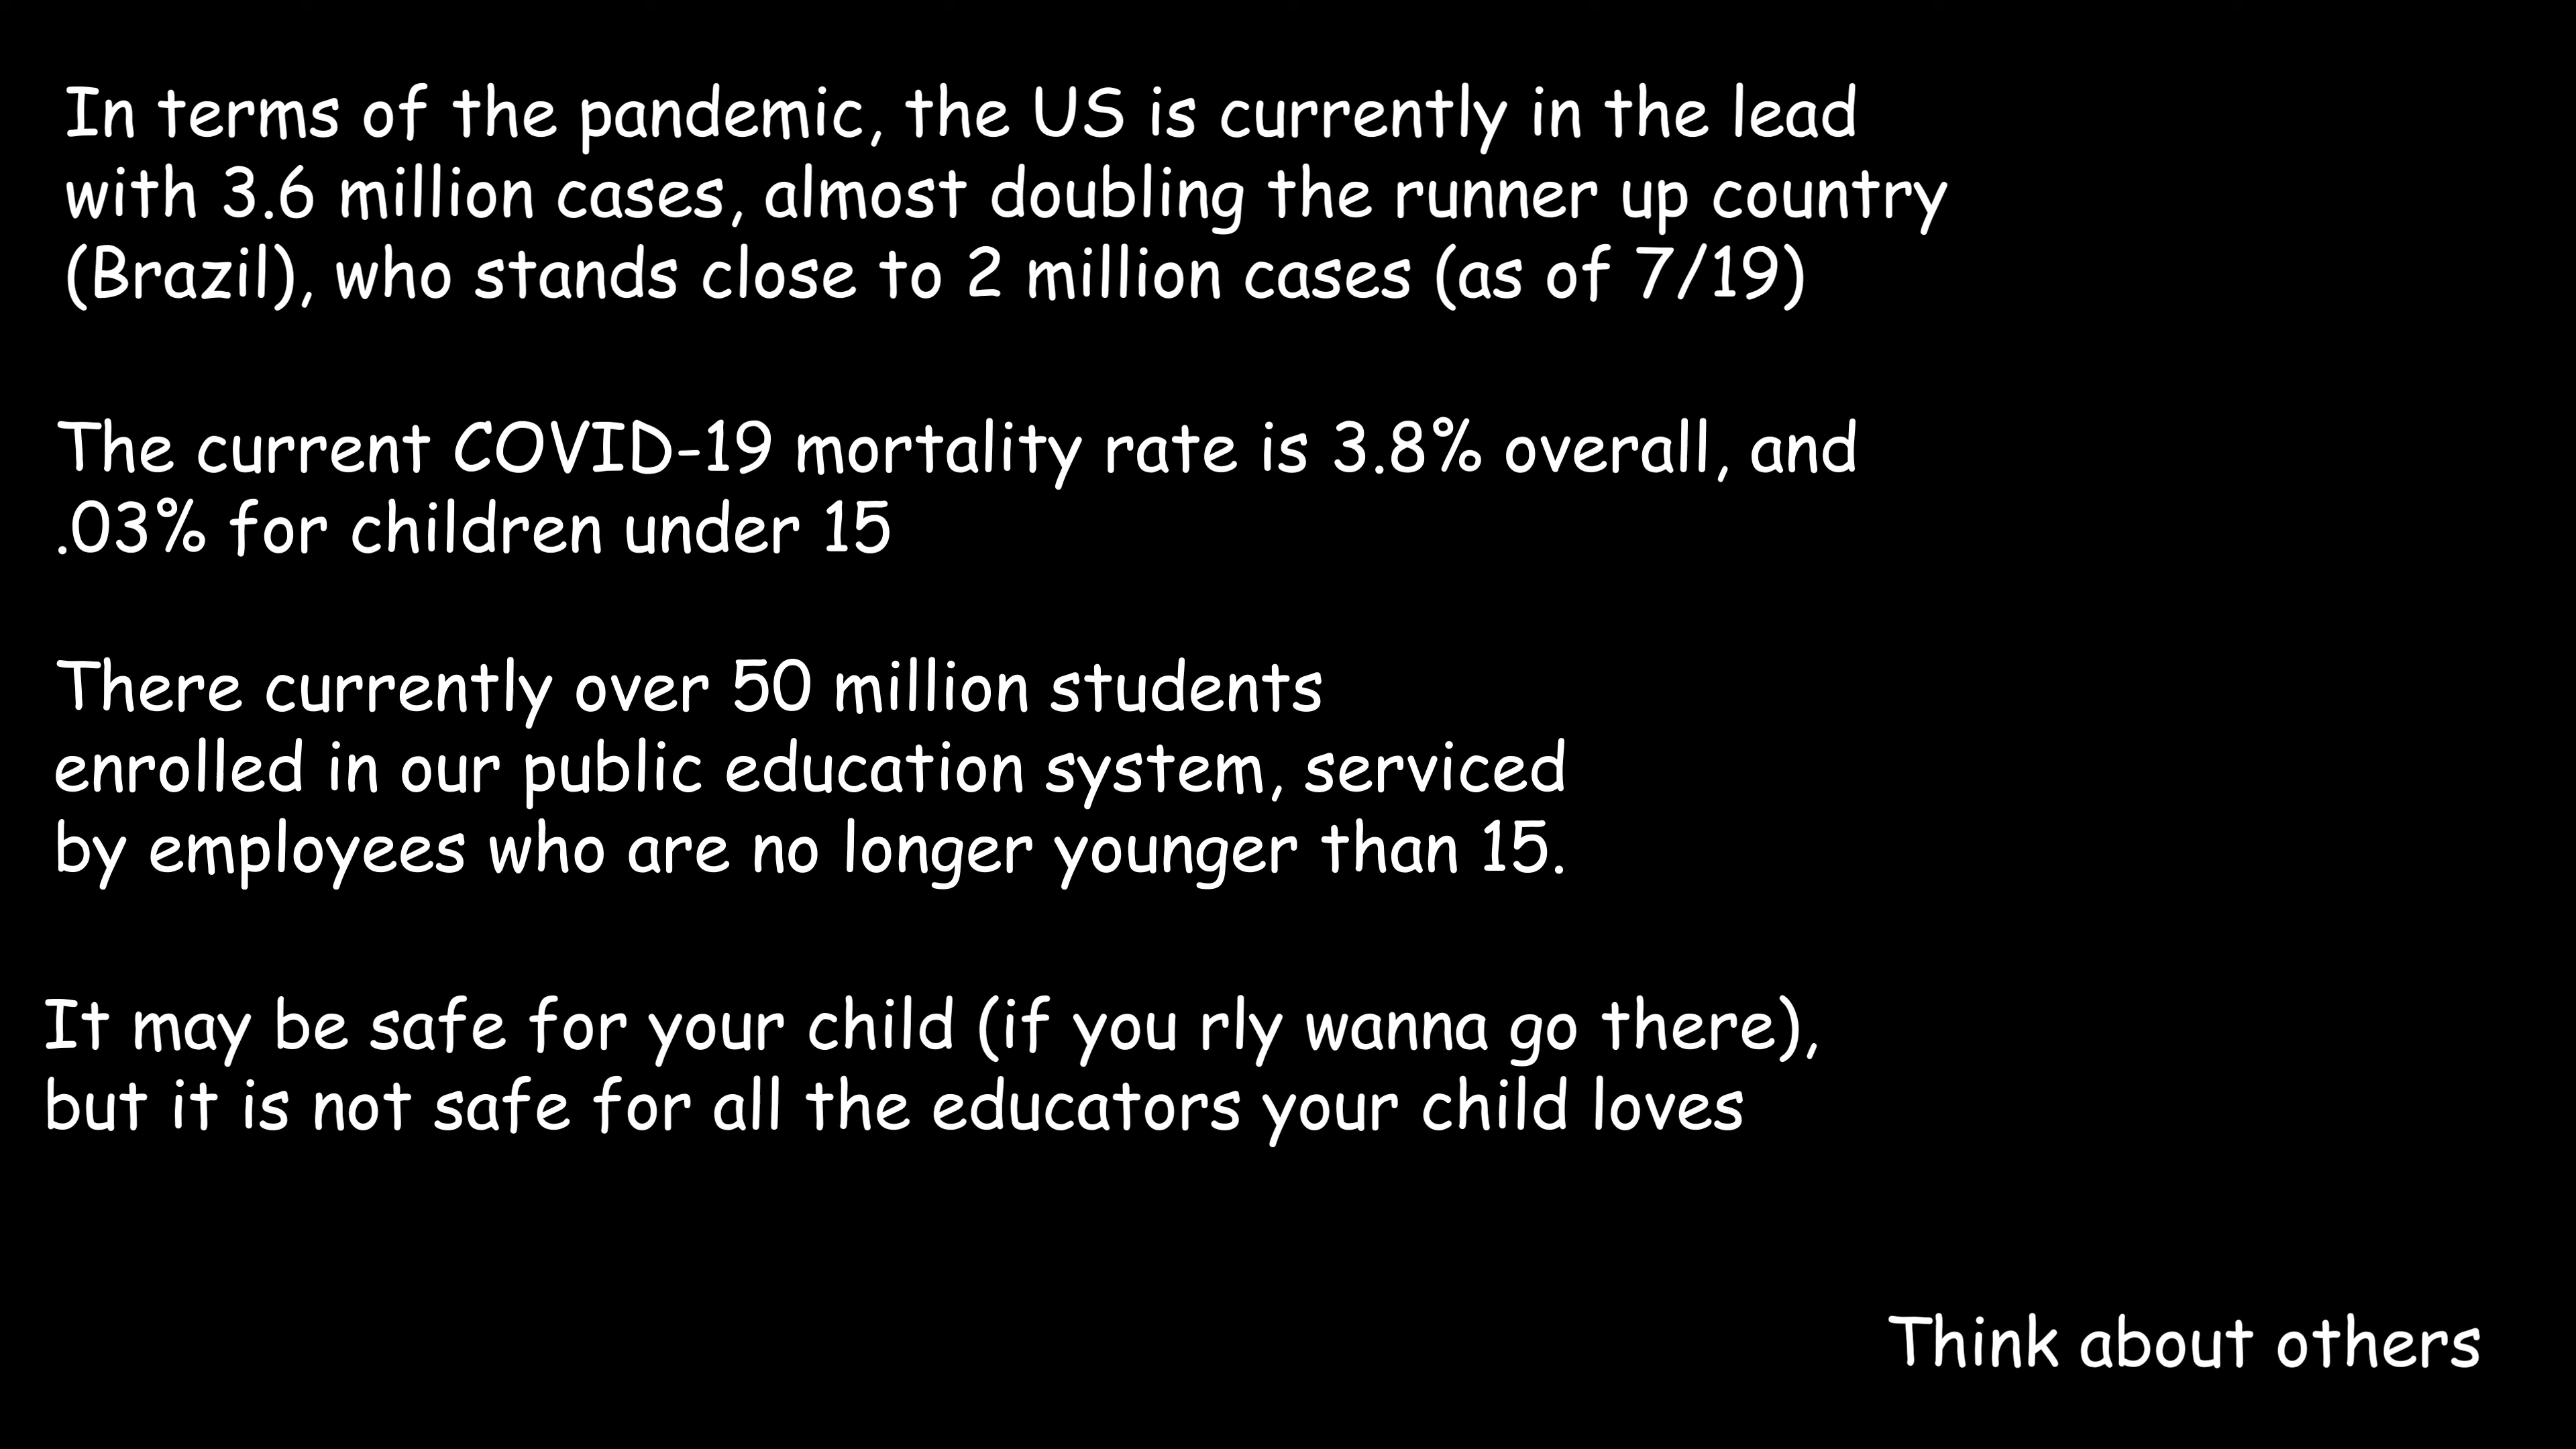 In terms of the pandemic, the US is currently in the lead
with 3.6 million cases, almost doubling the runner up country
(Brazil), who stands close to 2 million cases (as of 7/19)
The current COVID-19 mortality rate is 3.8% overall, and
.03% for children under 15
There currently over 50 million students
enrolled in our public education system, serviced
by employees who are no longer younger than 15.
It may be safe for your child (if you rly wanna go there),
but it is not safe for all the educators your child loves
Think about others